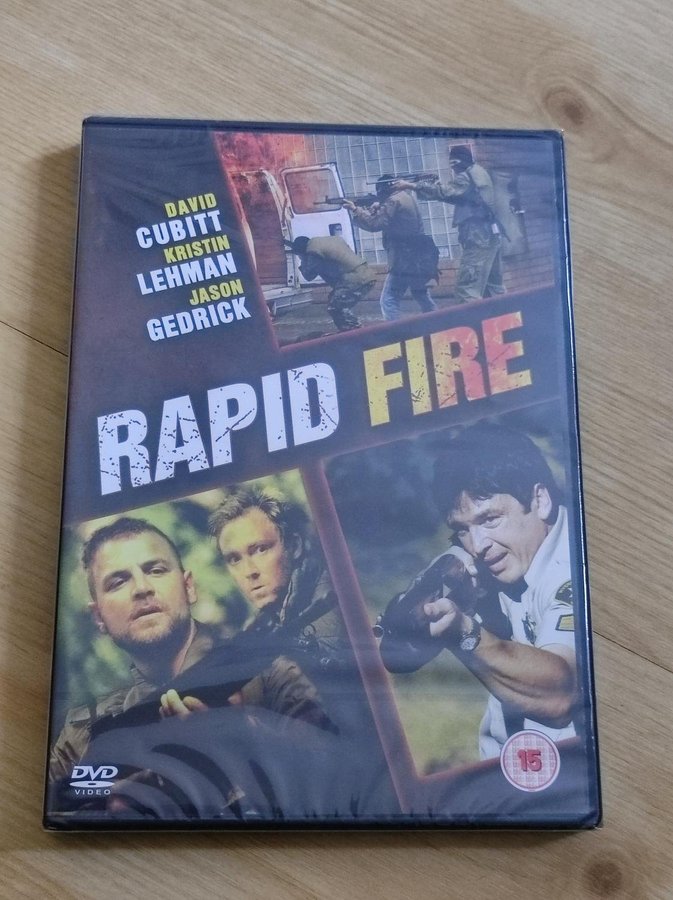 DAVID
CUBITT
KRISTIN
LEHMAN
JASON
GEDRICK
RAPID FIRE
DVD
VIDEO
15